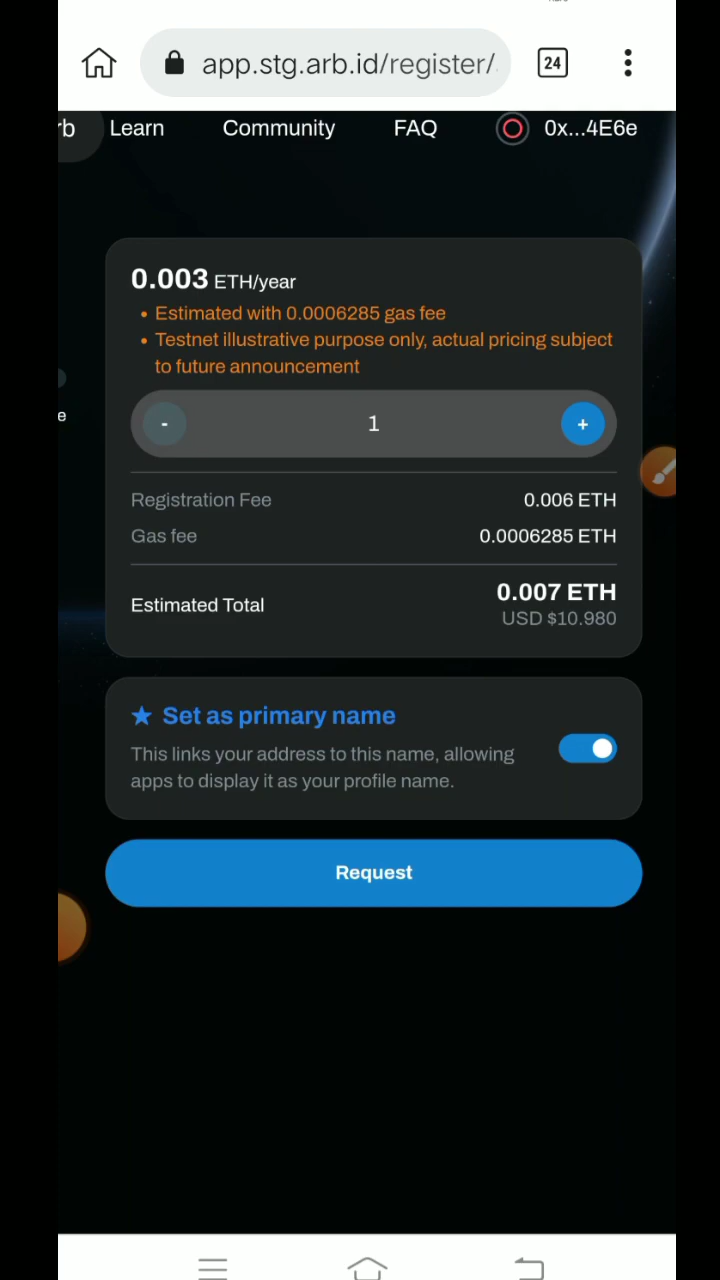 app.stg.arb.id/register/
24
rb Learn Community FAQ 0x...4E6e
0.003 ETH/year
• Estimated with 0.0006285 gas fee
• Testnet illustrative purpose only, actual pricing subject
to future announcement
e
- 1 +
Registration Fee 0.006 ETH
Gas fee 0.0006285 ETH
Estimated Total 0.007 ETH
USD $10.980
★ Set as primary name
This links your address to this name, allowing
apps to display it as your profile name.
Request